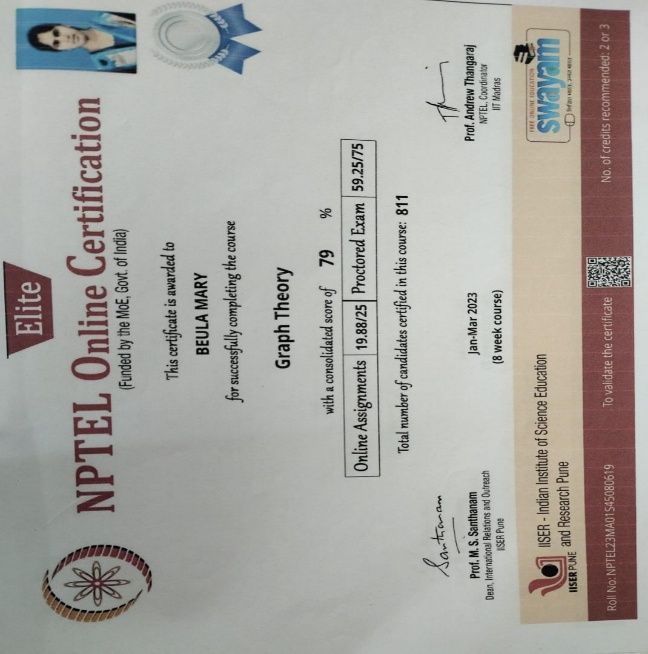 Elite
NPTEL Online Certification
(Funded by the MoE, Govt. of India)
This certificate is awarded to
BEULA MARY
for successfully completing the course
Graph Theory
with a consolidated score of 79 %
Online Assignments 19.88/25 Proctored Exam 59.25/75
Total number of candidates certified in this course: 811
Santhanam
Prof. M. S. Santhanam
Dean, International Relations and Outreach
IISER Pune
Jan-Mar 2023
(8 week course)
Prof. Andrew Thangaraj
NPTEL, Coordinator
IIT Madras
IISER PUNE
IISER - Indian Institute of Science Education
and Research Pune
FREE ONLINE EDUCATION
swayam
Roll No: NPTEL23MA01S45080619
To validate the certificate
No. of credits recommended: 2 or 3